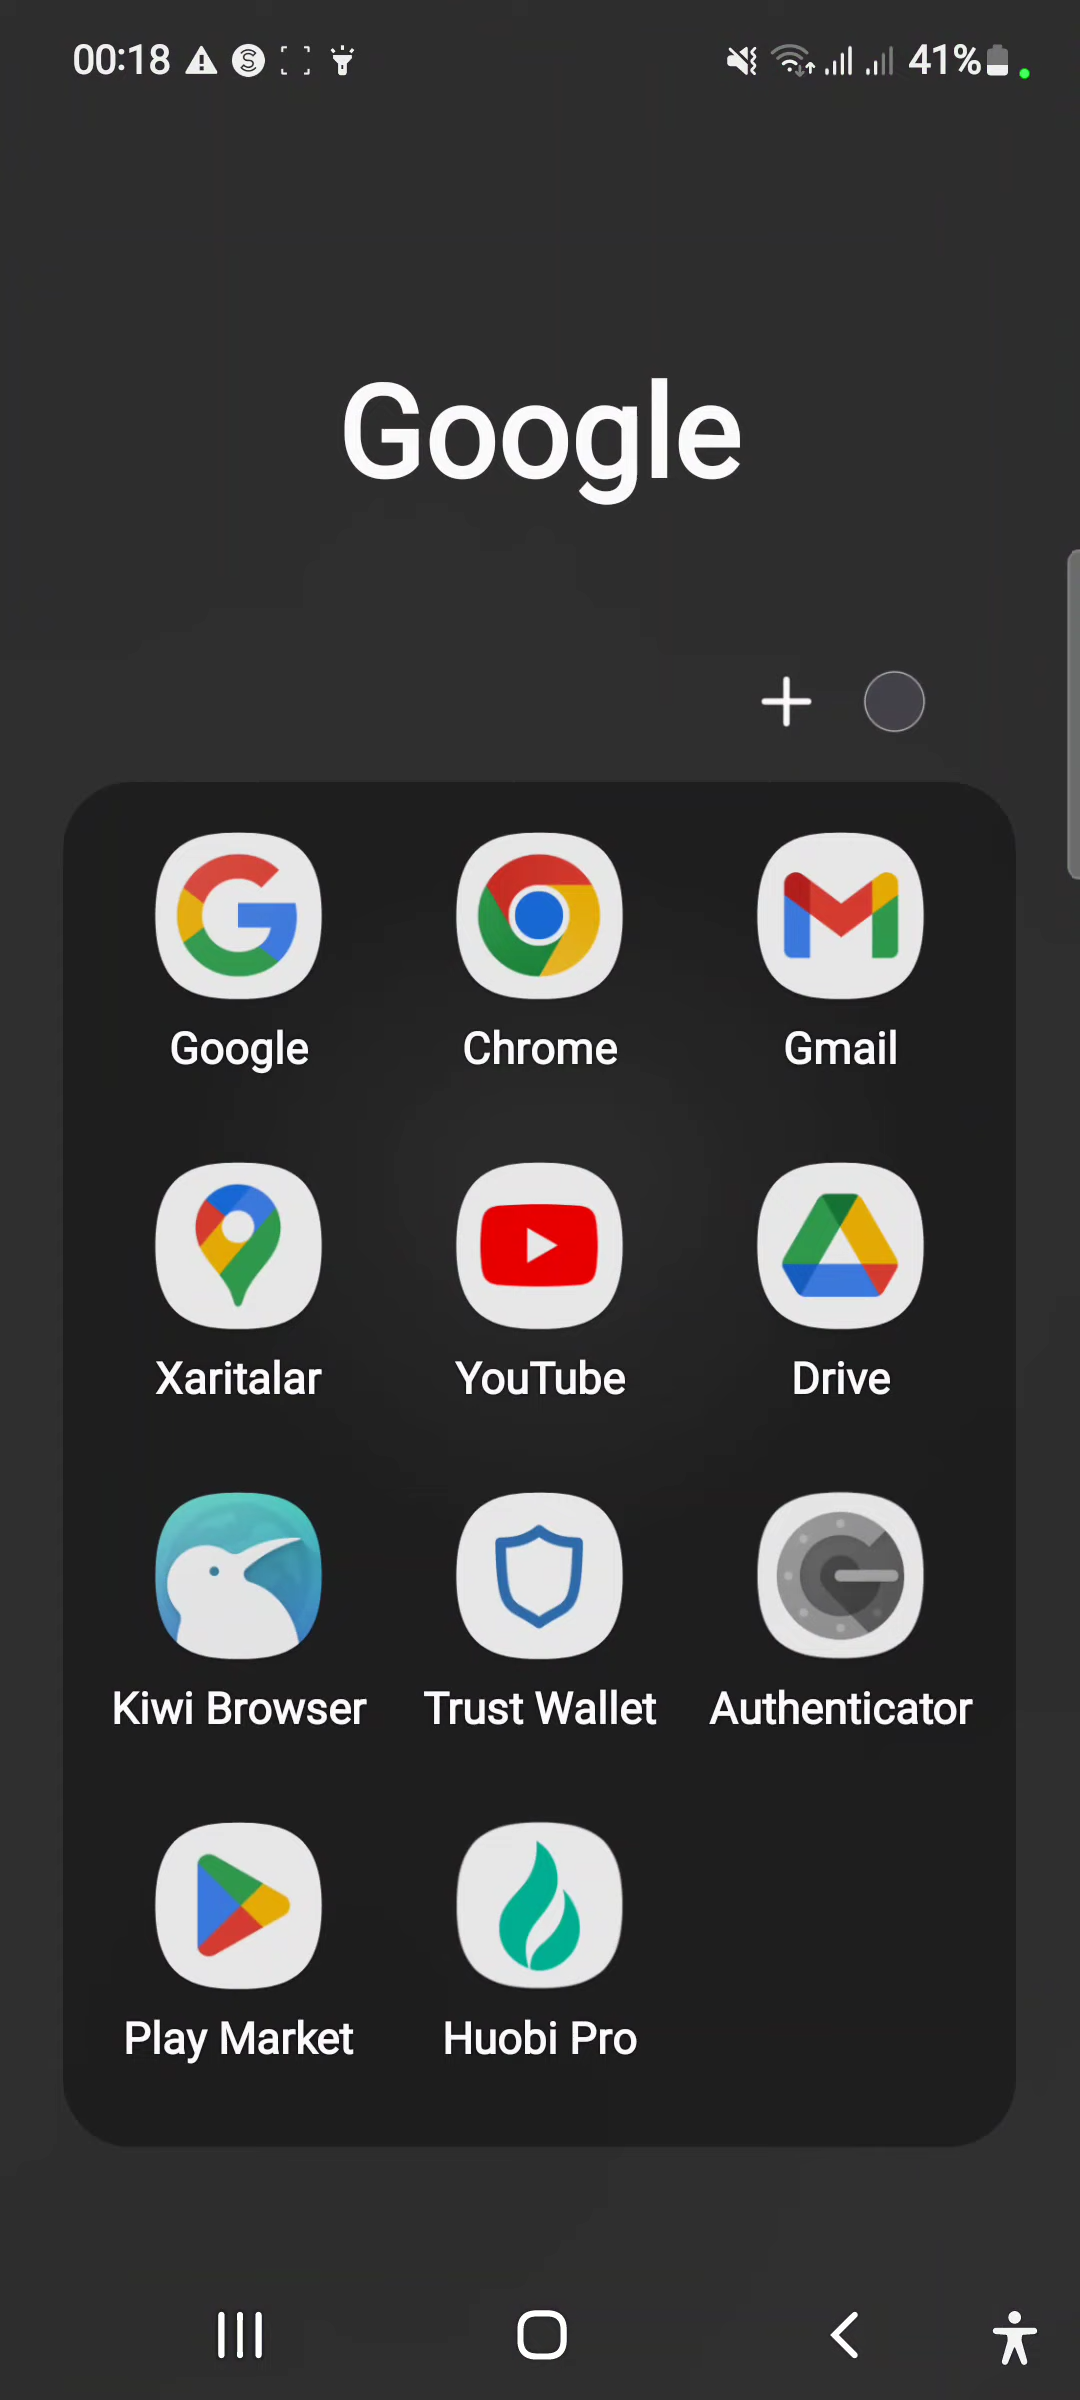 00:18 41%
Google
Google Chrome Gmail
Xaritalar YouTube Drive
Kiwi Browser Trust Wallet Authenticator
Play Market Huobi Pro